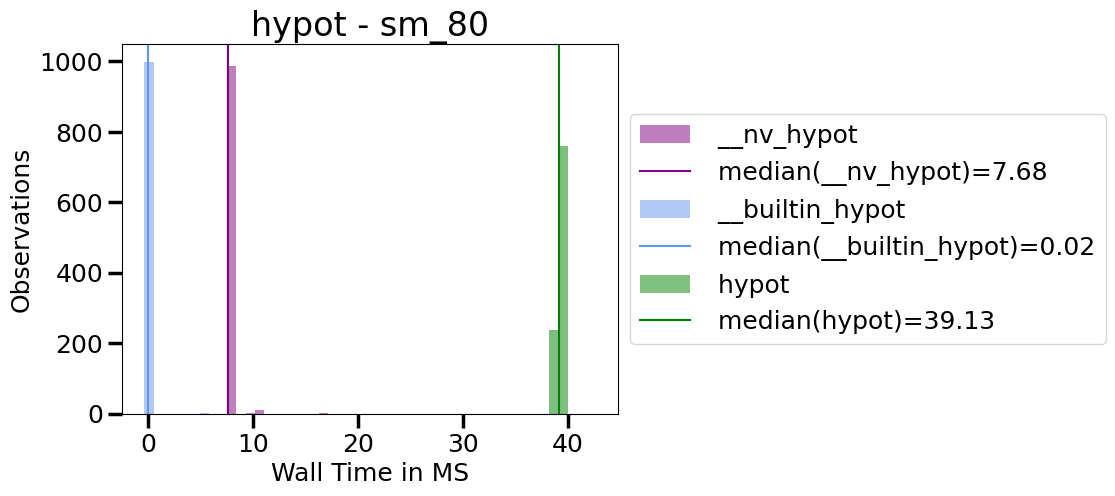 hypot - sm_80
1000
800
600
400
200
0
Observations
0 10 20 30 40
Wall Time in MS
__nv_hypot
median(__nv_hypot)=7.68
__builtin_hypot
median(__builtin_hypot)=0.02
hypot
median(hypot)=39.13